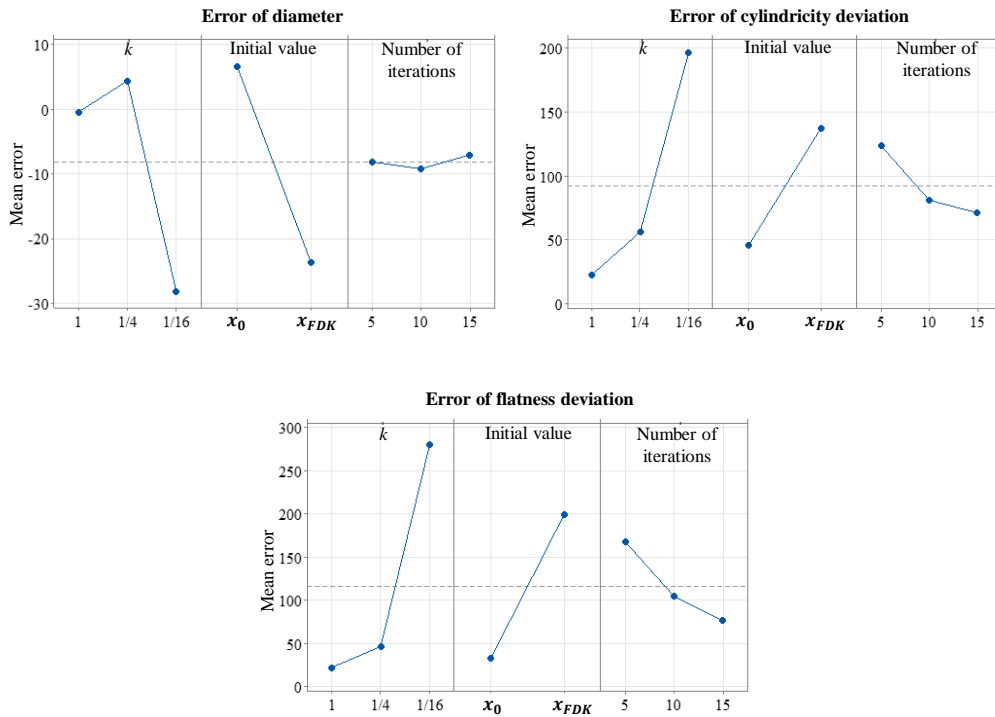 Error of diameter
Mean error
10
0
-10
-20
-30
k
Initial value
Number of
iterations
1 1/4 1/16 x₀ x_FDK 5 10 15
Error of cylindricity deviation
Mean error
200
150
100
50
0
k
Initial value
Number of
iterations
1 1/4 1/16 x₀ x_FDK 5 10 15
Error of flatness deviation
Mean error
300
250
200
150
100
50
0
k
Initial value
Number of
iterations
1 1/4 1/16 x₀ x_FDK 5 10 15